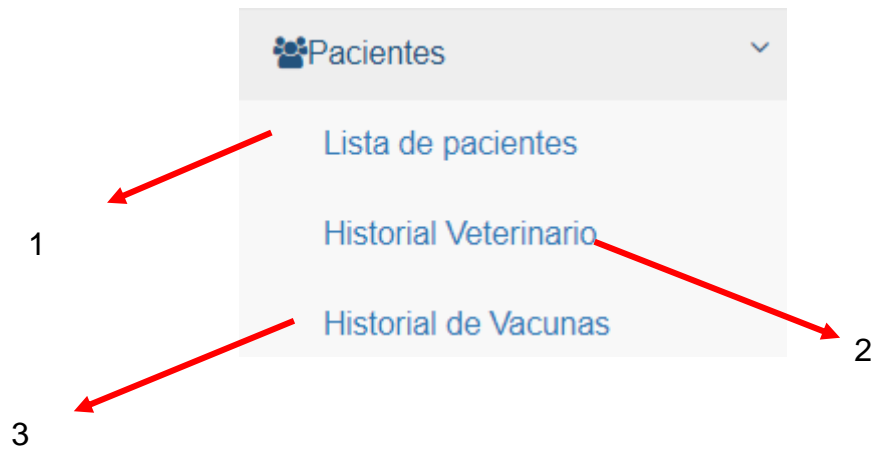 Pacientes
Lista de pacientes
1
Historial Veterinario
Historial de Vacunas
2
3